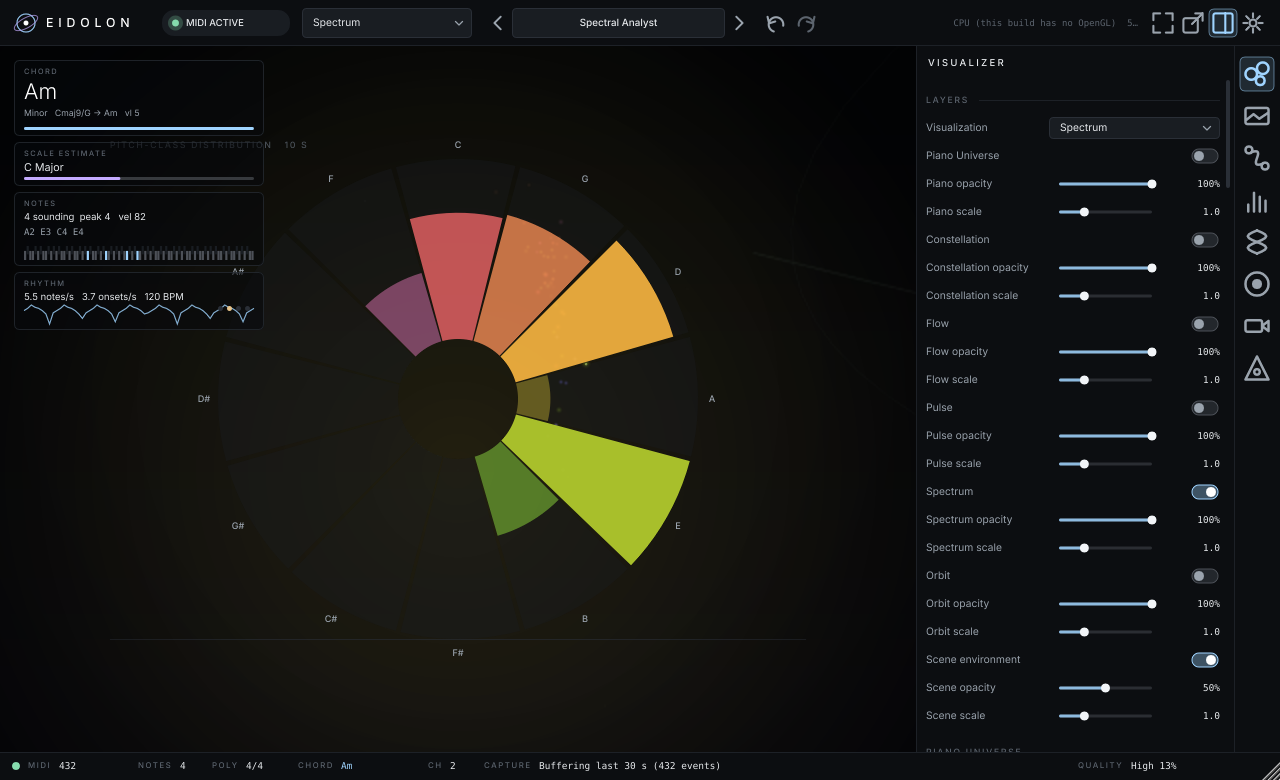 EIDOLON MIDI ACTIVE Spectrum Spectral Analyst CPU (this build has no OpenGL) 5…
CHORD
Am
Minor Cmaj9/G → Am vl 5
PITCH-CLASS DISTRIBUTION 10 S
SCALE ESTIMATE
C Major
NOTES
4 sounding peak 4 vel 82
A2 E3 C4 E4
RHYTHM
5.5 notes/s 3.7 onsets/s 120 BPM
C
G
D
A
E
B
F#
C#
G#
D#
A#
F
VISUALIZER
LAYERS
Visualization Spectrum
Piano Universe
Piano opacity 100%
Piano scale 1.0
Constellation
Constellation opacity 100%
Constellation scale 1.0
Flow
Flow opacity 100%
Flow scale 1.0
Pulse
Pulse opacity 100%
Pulse scale 1.0
Spectrum
Spectrum opacity 100%
Spectrum scale 1.0
Orbit
Orbit opacity 100%
Orbit scale 1.0
Scene environment
Scene opacity 50%
Scene scale 1.0
PIANO UNIVERSE
MIDI 432 NOTES 4 POLY 4/4 CHORD Am CH 2 CAPTURE Buffering last 30 s (432 events) QUALITY High 13%